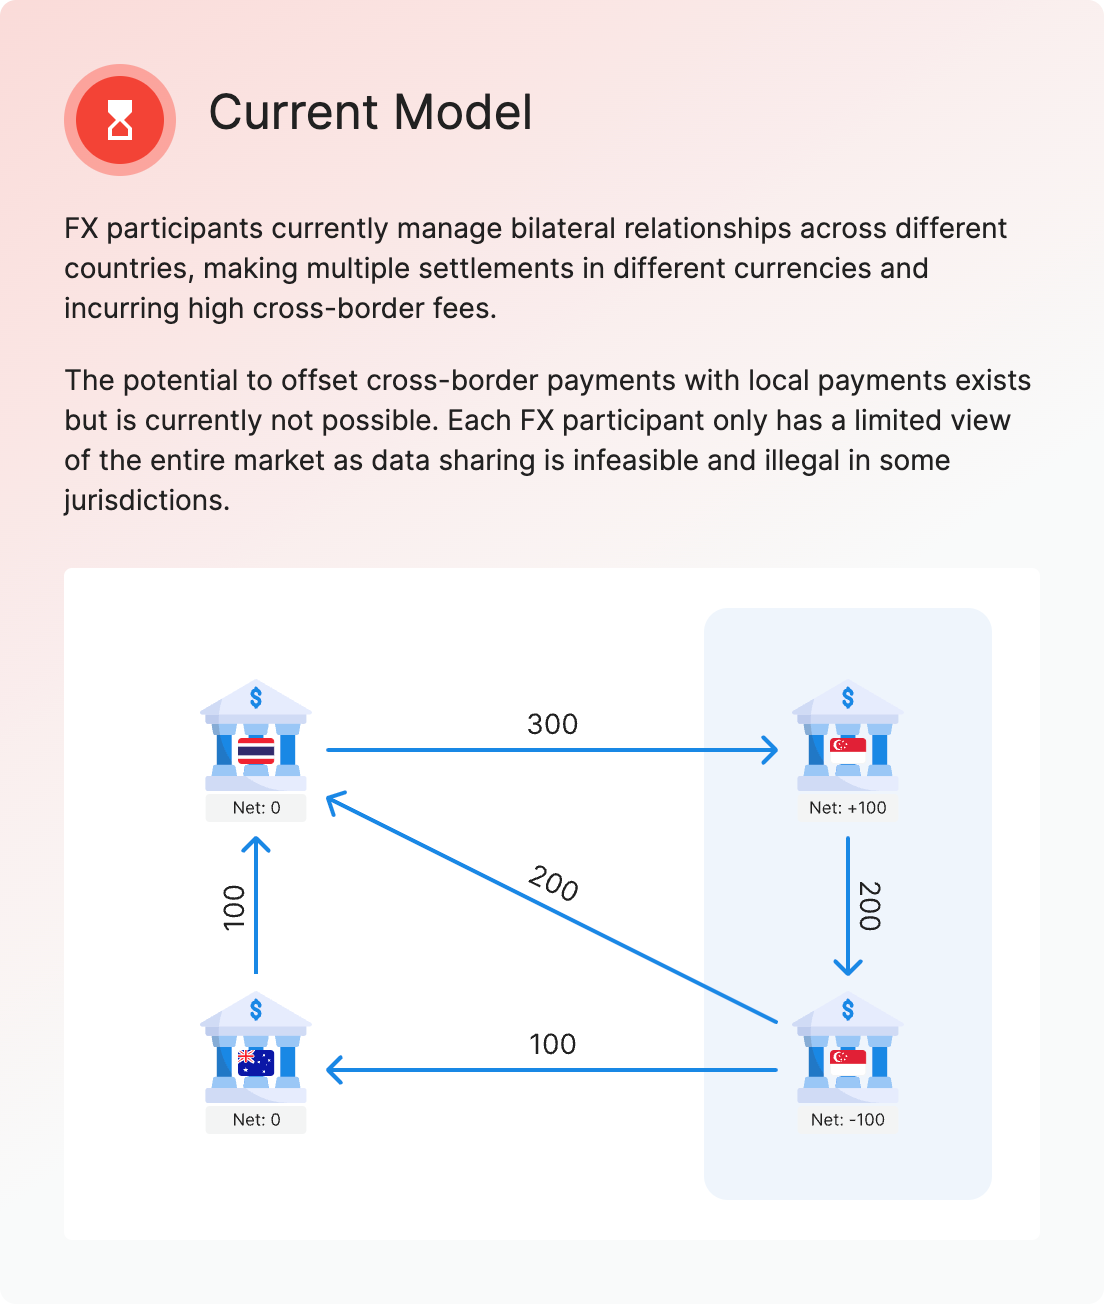 Current Model
FX participants currently manage bilateral relationships across different
countries, making multiple settlements in different currencies and
incurring high cross-border fees.
The potential to offset cross-border payments with local payments exists
but is currently not possible. Each FX participant only has a limited view
of the entire market as data sharing is infeasible and illegal in some
jurisdictions.
$
$
300
Net: 0
Net: +100
200
100
200
$
$
100
Net: 0
Net: -100